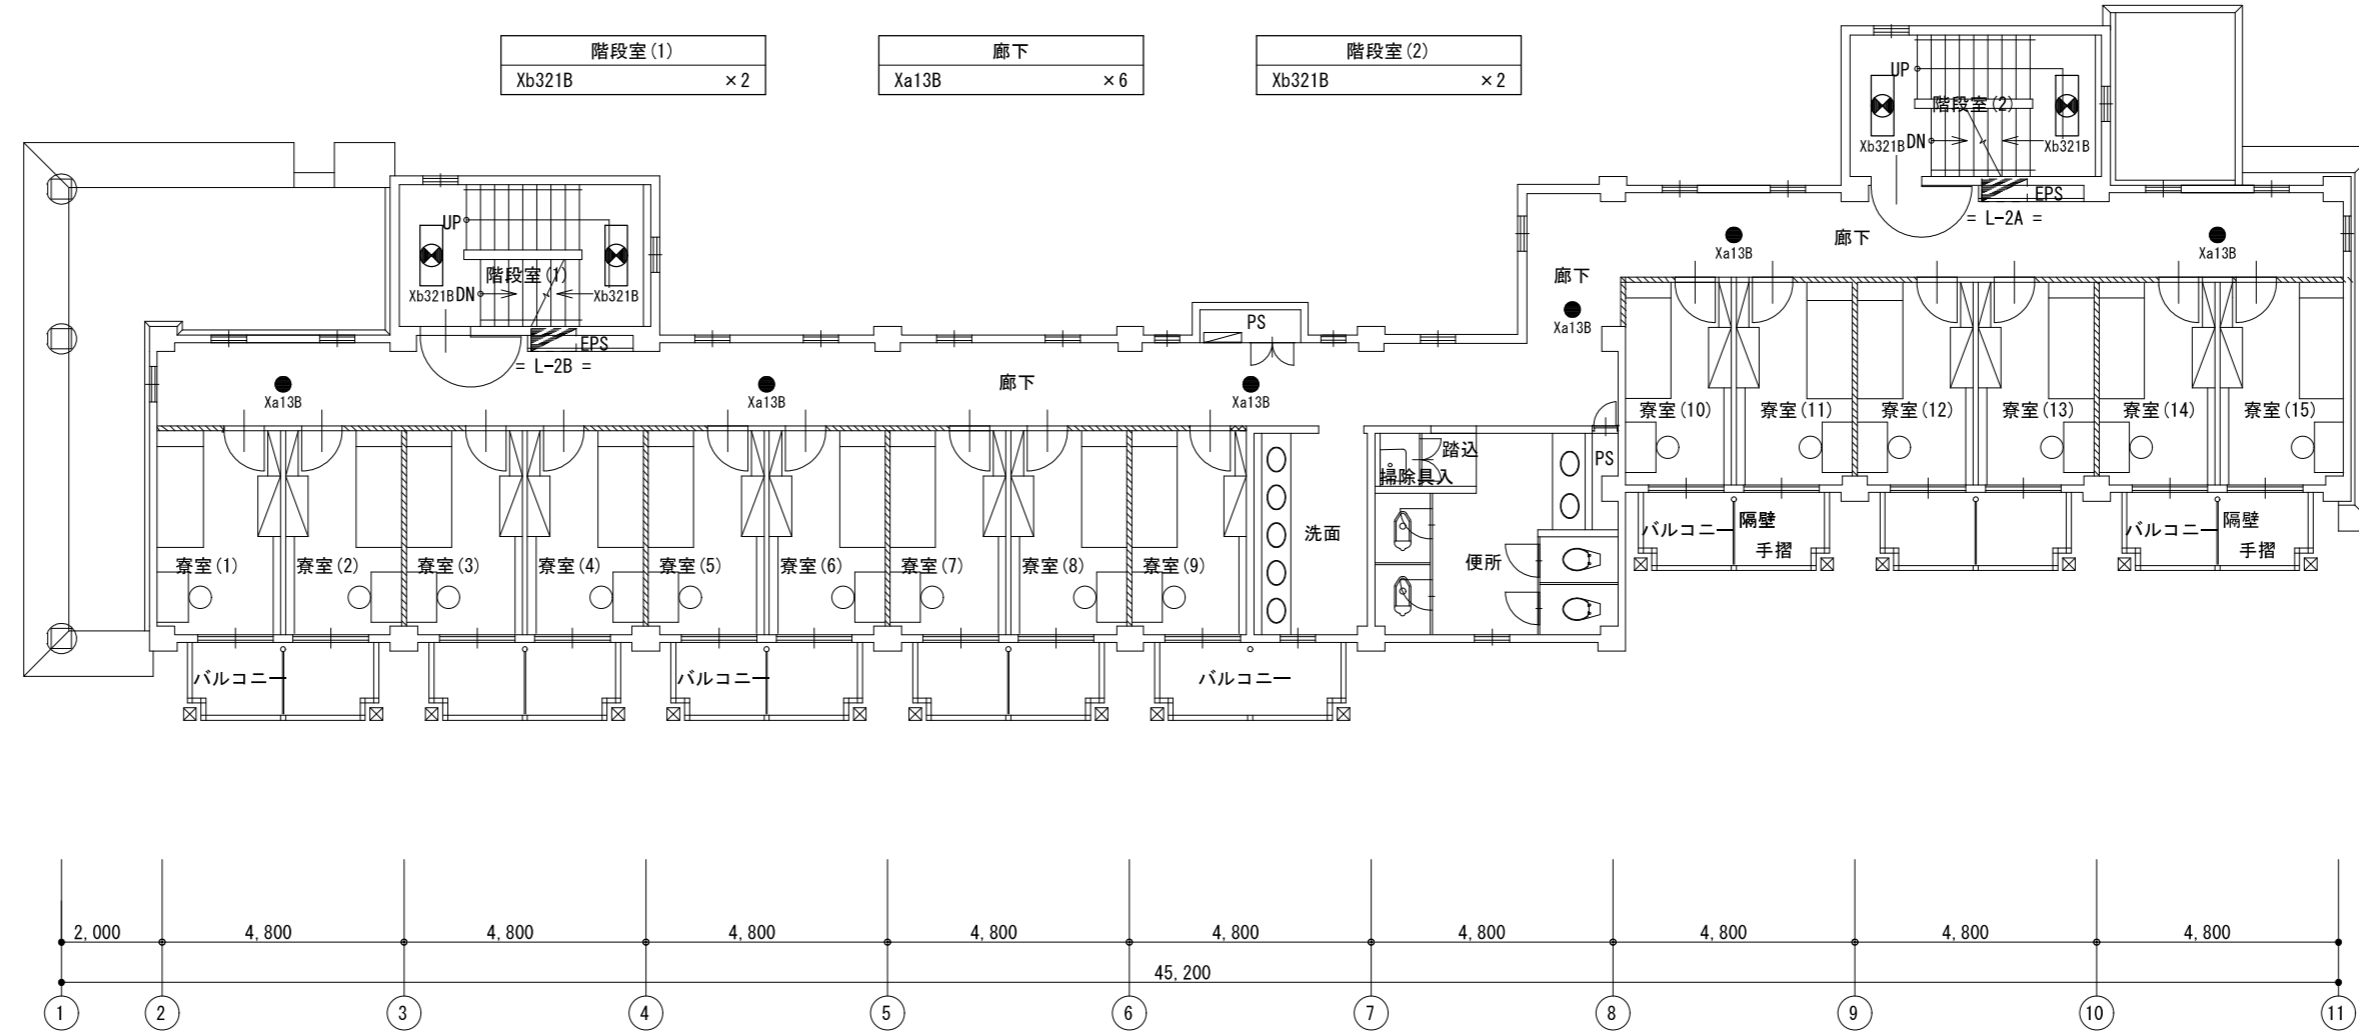 階段室(1)
Xb321B ×2
廊下
Xa13B ×6
階段室(2)
Xb321B ×2
UP
階段室(2)
Xb321B
DN
Xb321B
EPS
= L-2A =
UP
階段室(1)
Xb321B
DN
Xb321B
EPS
= L-2B =
廊下
廊下
廊下
PS
Xa13B
Xa13B
Xa13B
Xa13B
Xa13B
Xa13B
寮室(10)
寮室(11)
寮室(12)
寮室(13)
寮室(14)
寮室(15)
踏込
掃除具入
PS
洗面
便所
バルコニー
隔壁
手摺
バルコニー
隔壁
手摺
寮室(1)
寮室(2)
寮室(3)
寮室(4)
寮室(5)
寮室(6)
寮室(7)
寮室(8)
寮室(9)
バルコニー
バルコニー
バルコニー
2,000
4,800
4,800
4,800
4,800
4,800
4,800
4,800
4,800
4,800
45,200
1
2
3
4
5
6
7
8
9
10
11